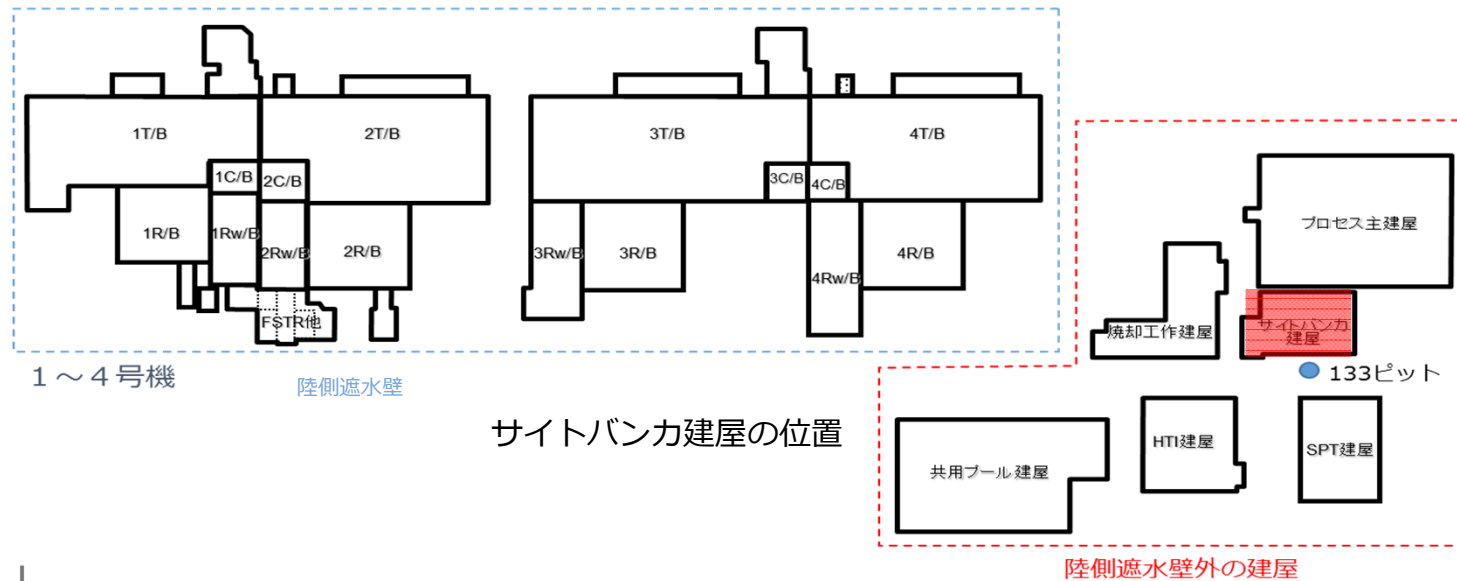 1T/B
2T/B
3T/B
4T/B
1C/B
2C/B
3C/B
4C/B
1R/B
1Rw/B
2Rw/B
2R/B
3Rw/B
3R/B
4Rw/B
4R/B
FSTR他
プロセス主建屋
焼却工作建屋
サイトバンカ
建屋
133ピット
1～4号機
陸側遮水壁
サイトバンカ建屋の位置
共用プール建屋
HTI建屋
SPT建屋
陸側遮水壁外の建屋